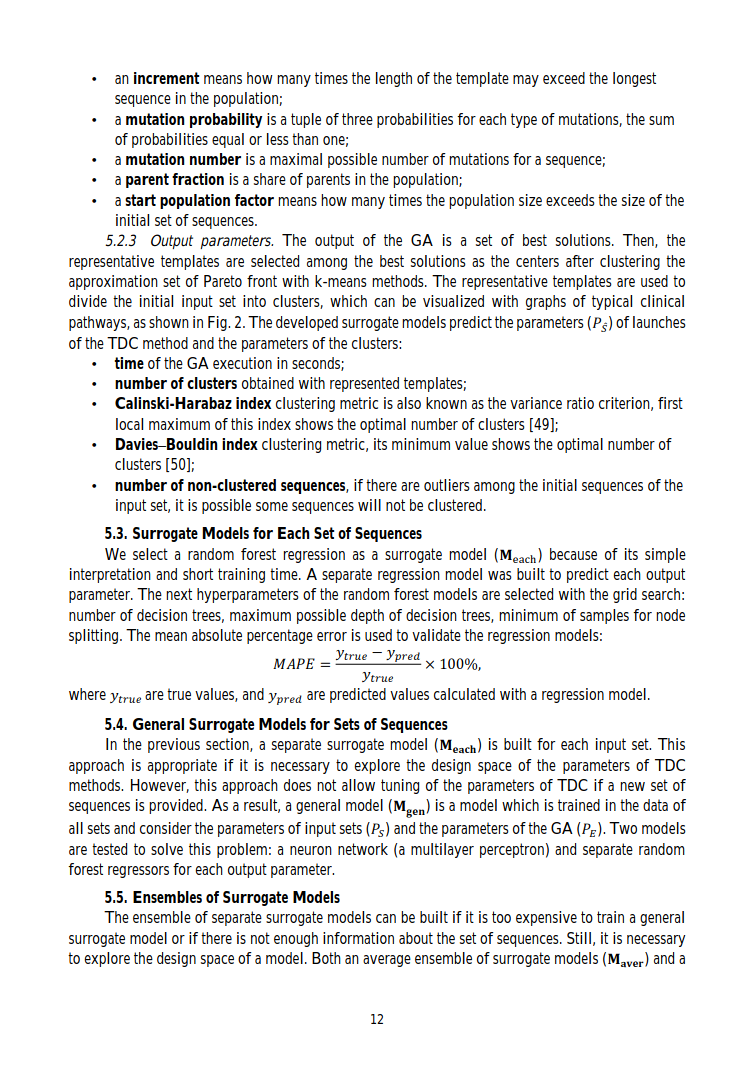 • an increment means how many times the length of the template may exceed the longest
sequence in the population;
• a mutation probability is a tuple of three probabilities for each type of mutations, the sum
of probabilities equal or less than one;
• a mutation number is a maximal possible number of mutations for a sequence;
• a parent fraction is a share of parents in the population;
• a start population factor means how many times the population size exceeds the size of the
initial set of sequences.
5.2.3 Output parameters. The output of the GA is a set of best solutions. Then, the
representative templates are selected among the best solutions as the centers after clustering the
approximation set of Pareto front with k-means methods. The representative templates are used to
divide the initial input set into clusters, which can be visualized with graphs of typical clinical
pathways, as shown in Fig. 2. The developed surrogate models predict the parameters (P_Ŝ) of launches
of the TDC method and the parameters of the clusters:
• time of the GA execution in seconds;
• number of clusters obtained with represented templates;
• Calinski-Harabaz index clustering metric is also known as the variance ratio criterion, first
local maximum of this index shows the optimal number of clusters [49];
• Davies–Bouldin index clustering metric, its minimum value shows the optimal number of
clusters [50];
• number of non-clustered sequences, if there are outliers among the initial sequences of the
input set, it is possible some sequences will not be clustered.
5.3. Surrogate Models for Each Set of Sequences
We select a random forest regression as a surrogate model (M_each) because of its simple
interpretation and short training time. A separate regression model was built to predict each output
parameter. The next hyperparameters of the random forest models are selected with the grid search:
number of decision trees, maximum possible depth of decision trees, minimum of samples for node
splitting. The mean absolute percentage error is used to validate the regression models:
MAPE = (y_true − y_pred) / y_true × 100%,
where y_true are true values, and y_pred are predicted values calculated with a regression model.
5.4. General Surrogate Models for Sets of Sequences
In the previous section, a separate surrogate model (M_each) is built for each input set. This
approach is appropriate if it is necessary to explore the design space of the parameters of TDC
methods. However, this approach does not allow tuning of the parameters of TDC if a new set of
sequences is provided. As a result, a general model (M_gen) is a model which is trained in the data of
all sets and consider the parameters of input sets (P_S) and the parameters of the GA (P_E). Two models
are tested to solve this problem: a neuron network (a multilayer perceptron) and separate random
forest regressors for each output parameter.
5.5. Ensembles of Surrogate Models
The ensemble of separate surrogate models can be built if it is too expensive to train a general
surrogate model or if there is not enough information about the set of sequences. Still, it is necessary
to explore the design space of a model. Both an average ensemble of surrogate models (M_aver) and a
12